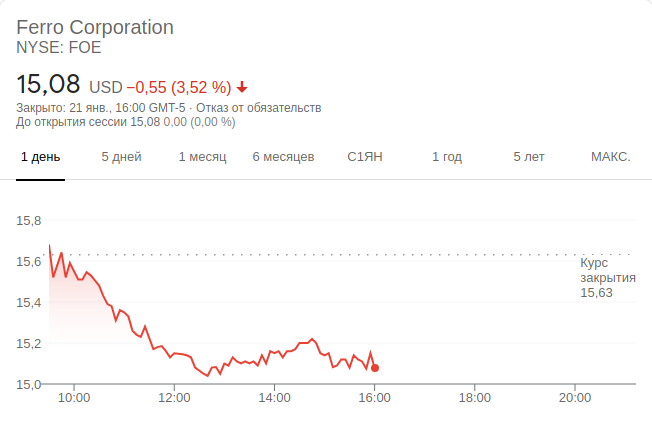 Ferro Corporation
NYSE: FOE
15,08 USD −0,55 (3,52 %)
Закрыто: 21 янв., 16:00 GMT-5 · Отказ от обязательств
До открытия сессии 15,08 0,00 (0,00 %)
1 день 5 дней 1 месяц 6 месяцев С1ЯН 1 год 5 лет МАКС.
15,8
15,6
Курс
закрытия
15,63
15,4
15,2
15,0
10:00 12:00 14:00 16:00 18:00 20:00